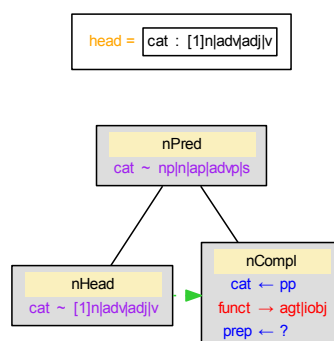 head = cat : [1]n|adv|adj|v
nPred
cat ~ np|n|ap|advp|s
nHead
cat ~ [1]n|adv|adj|v
nCompl
cat ← pp
funct → agt|iobj
prep ← ?